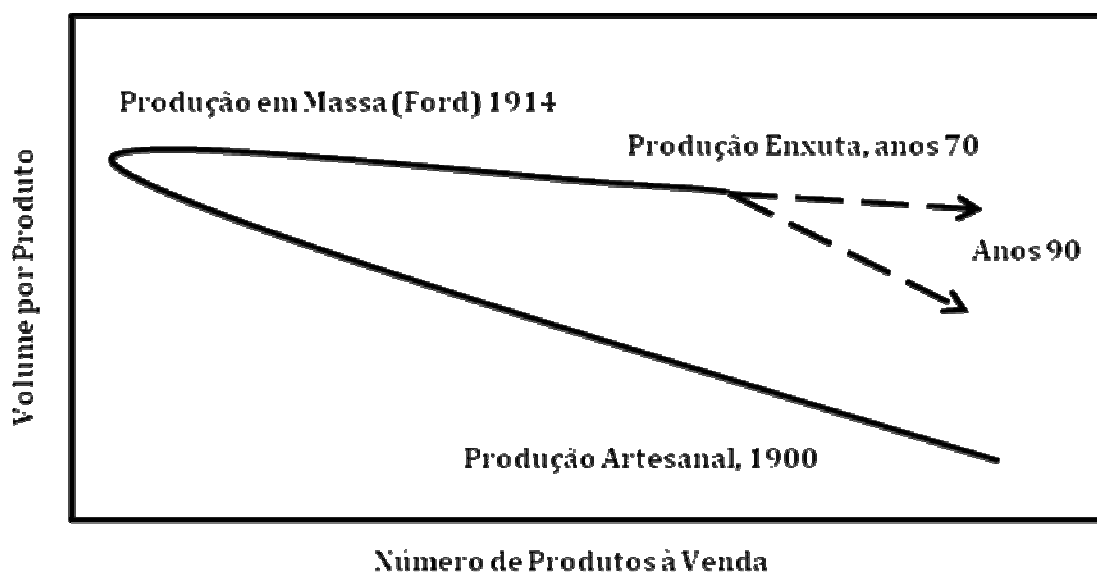 Produção em Massa (Ford) 1914
Produção Enxuta, anos 70
Anos 90
Volume por Produto
Produção Artesanal, 1900
Número de Produtos à Venda